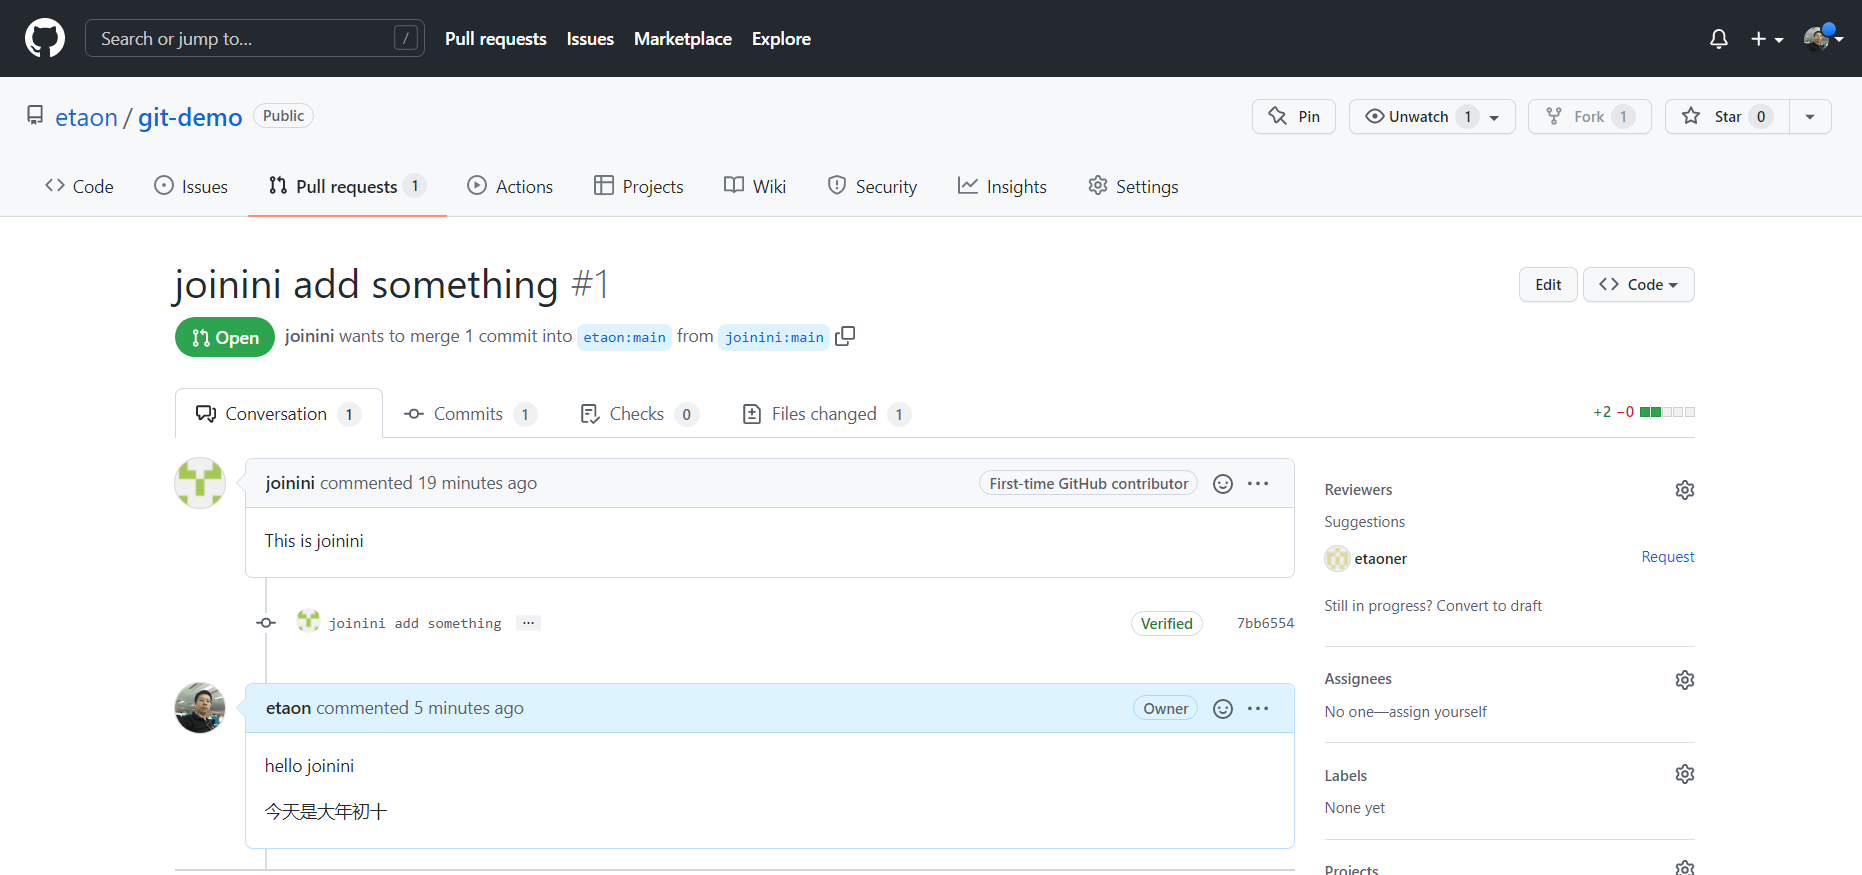 Search or jump to... /
Pull requests Issues Marketplace Explore
etaon / git-demo Public
Pin Unwatch 1 Fork 1 Star 0
Code Issues Pull requests 1 Actions Projects Wiki Security Insights Settings
joinini add something #1
Edit Code
Open joinini wants to merge 1 commit into etaon:main from joinini:main
Conversation 1 Commits 1 Checks 0 Files changed 1
+2 −0
joinini commented 19 minutes ago First-time GitHub contributor
This is joinini
joinini add something ... Verified 7bb6554
etaon commented 5 minutes ago Owner
hello joinini
今天是大年初十
Reviewers
Suggestions
etaoner Request
Still in progress? Convert to draft
Assignees
No one—assign yourself
Labels
None yet
Projects